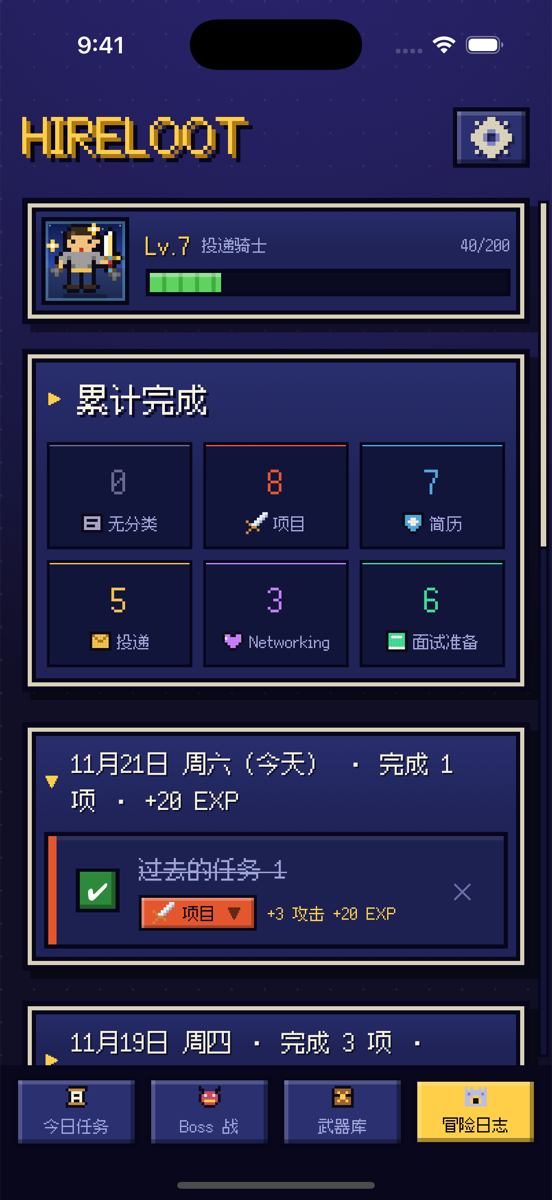 9:41
HIRELOOT
Lv.7 投递骑士 40/200
累计完成
0 8 7
无分类 项目 简历
5 3 6
投递 Networking 面试准备
11月21日 周六（今天） · 完成 1
项 · +20 EXP
过去的任务 1
项目 ▼ +3 攻击 +20 EXP
11月19日 周四 · 完成 3 项 ·
今日任务 Boss 战 武器库 冒险日志